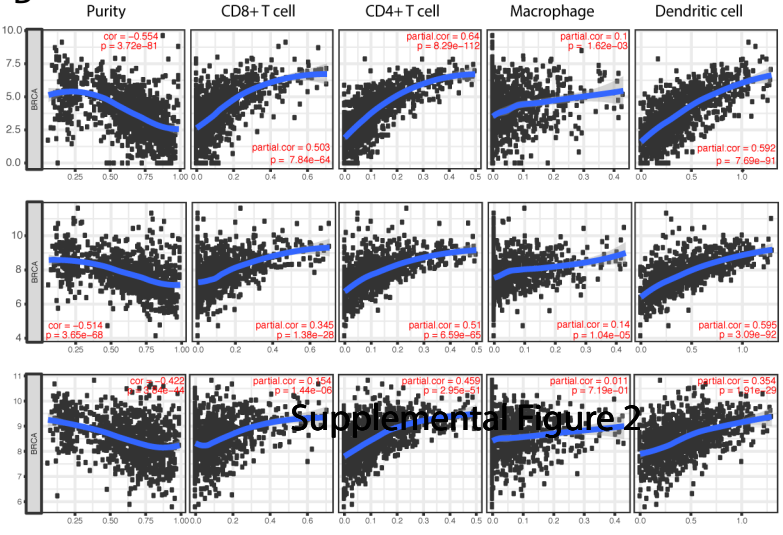 Purity CD8+ T cell CD4+ T cell Macrophage Dendritic cell
cor = −0.554
p = 3.72e−81
partial.cor = 0.503
p = 7.84e−64
partial.cor = 0.64
p = 8.29e−112
partial.cor = 0.1
p = 1.62e−03
partial.cor = 0.592
p = 7.69e−91
BRCA
10.0
7.5
5.0
2.5
0.0
0.25 0.50 0.75 1.00 0.0 0.2 0.4 0.6 0.0 0.1 0.2 0.3 0.4 0.5 0.0 0.1 0.2 0.3 0.4 0.0 0.5 1.0
BRCA
10
8
6
4
cor = −0.514
p = 3.65e−68
partial.cor = 0.345
p = 1.38e−28
partial.cor = 0.51
p = 6.59e−65
partial.cor = 0.14
p = 1.04e−05
partial.cor = 0.595
p = 3.09e−92
0.25 0.50 0.75 1.00 0.0 0.2 0.4 0.6 0.0 0.1 0.2 0.3 0.4 0.5 0.0 0.1 0.2 0.3 0.4 0.0 0.5 1.0
BRCA
11
10
9
8
7
6
cor = −0.422
partial.cor = 0.154
p = 1.44e−06
partial.cor = 0.459
p = 2.95e−51
partial.cor = 0.011
p = 7.19e−01
partial.cor = 0.354
p = 1.91e−29
Supplemental Figure 2
0.25 0.50 0.75 1.00 0.0 0.2 0.4 0.6 0.0 0.1 0.2 0.3 0.4 0.5 0.0 0.1 0.2 0.3 0.4 0.0 0.5 1.0